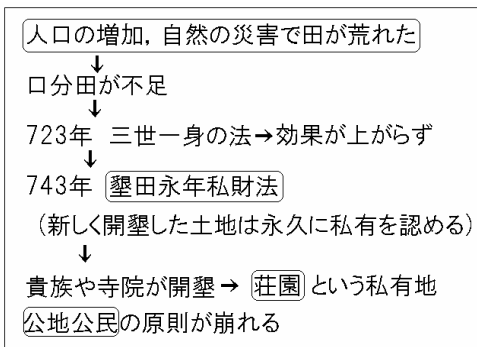 人口の増加，自然の災害で田が荒れた
↓
口分田が不足
↓
723年 三世一身の法→効果が上がらず
↓
743年 墾田永年私財法
（新しく開墾した土地は永久に私有を認める）
↓
貴族や寺院が開墾→ 荘園 という私有地
公地公民の原則が崩れる